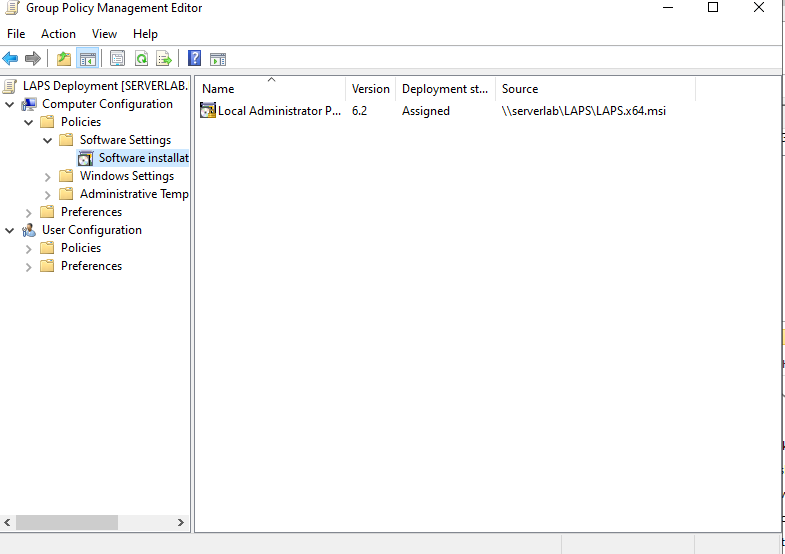 Group Policy Management Editor
File Action View Help
LAPS Deployment [SERVERLAB.
Computer Configuration
Policies
Software Settings
Software installat
Windows Settings
Administrative Temp
Preferences
User Configuration
Policies
Preferences
Name Version Deployment st... Source
Local Administrator P... 6.2 Assigned \\serverlab\LAPS\LAPS.x64.msi